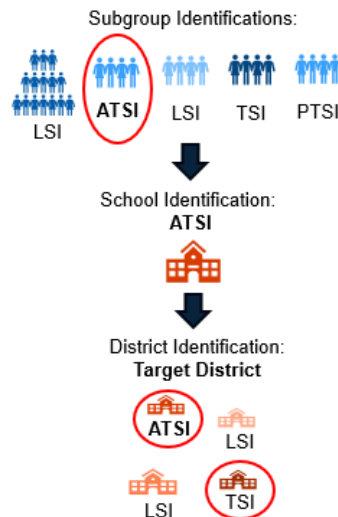 Subgroup Identifications:
LSI
ATSI
LSI
TSI
PTSI
School Identification:
ATSI
District Identification:
Target District
ATSI
LSI
LSI
TSI